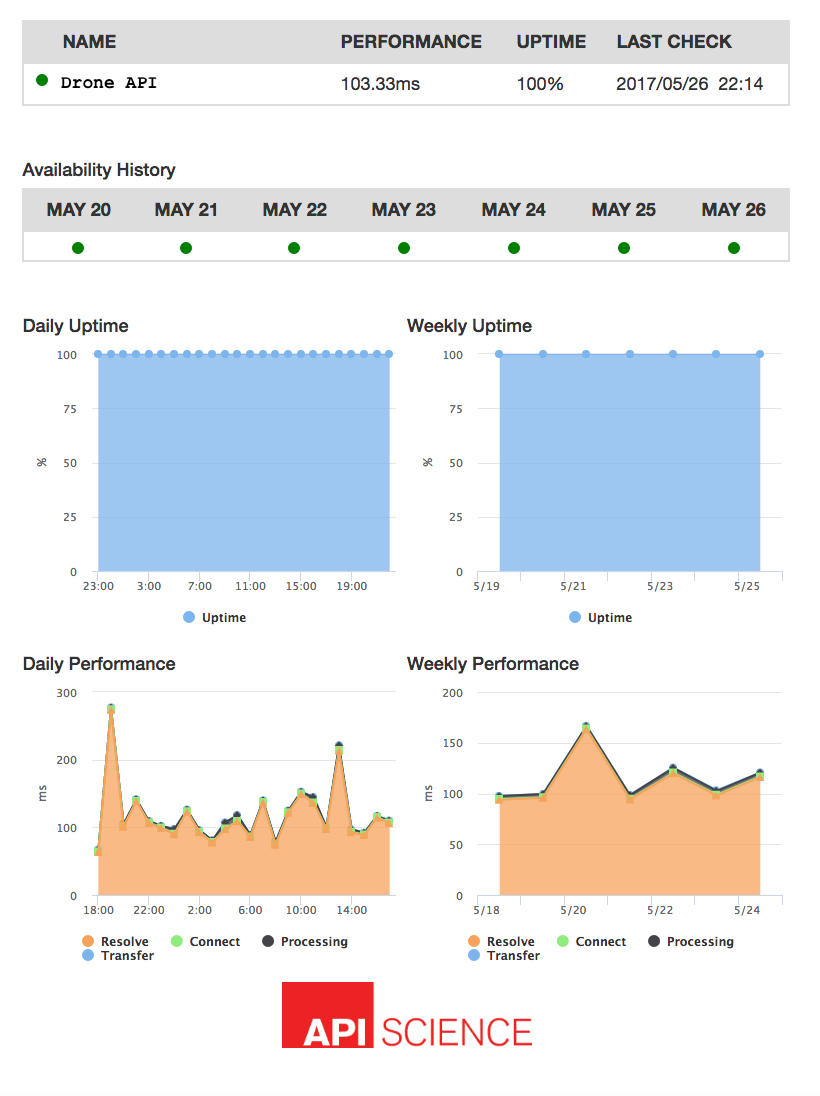 NAME PERFORMANCE UPTIME LAST CHECK
Drone API 103.33ms 100% 2017/05/26 22:14
Availability History
MAY 20 MAY 21 MAY 22 MAY 23 MAY 24 MAY 25 MAY 26
Daily Uptime
100
75
50
25
0
%
23:00 3:00 7:00 11:00 15:00 19:00
Uptime
Weekly Uptime
100
75
50
25
0
%
5/19 5/21 5/23 5/25
Uptime
Daily Performance
300
200
100
0
ms
18:00 22:00 2:00 6:00 10:00 14:00
Resolve Connect Processing
Transfer
Weekly Performance
200
150
100
50
0
ms
5/18 5/20 5/22 5/24
Resolve Connect Processing
Transfer
API SCIENCE